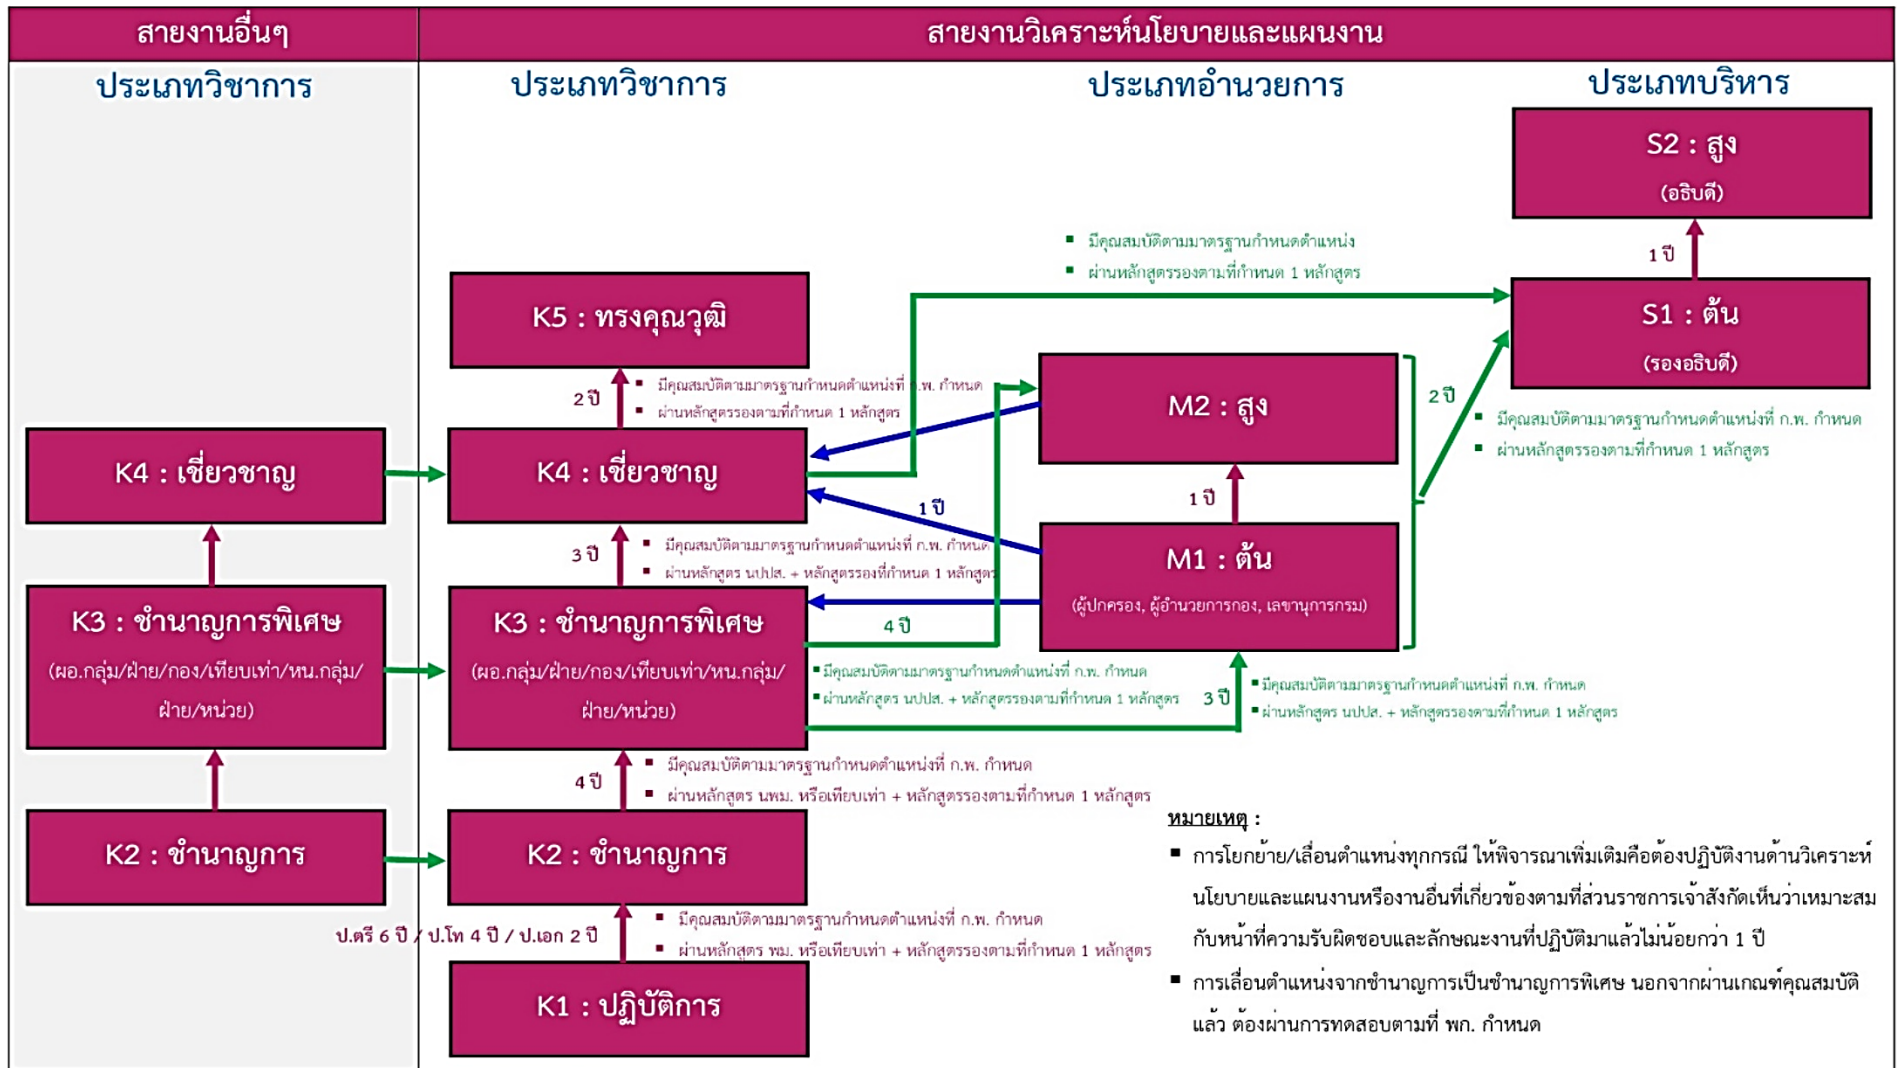 สายงานอื่นๆ
สายงานวิเคราะห์นโยบายและแผนงาน
ประเภทวิชาการ
ประเภทวิชาการ
ประเภทอำนวยการ
ประเภทบริหาร
S2 : สูง
(อธิบดี)
1 ปี
S1 : ต้น
(รองอธิบดี)
▪ มีคุณสมบัติตามมาตรฐานกำหนดตำแหน่ง
▪ ผ่านหลักสูตรรองตามที่กำหนด 1 หลักสูตร
K5 : ทรงคุณวุฒิ
2 ปี
▪ มีคุณสมบัติตามมาตรฐานกำหนดตำแหน่งที่ ก.พ. กำหนด
▪ ผ่านหลักสูตรรองตามที่กำหนด 1 หลักสูตร
M2 : สูง
2 ปี
▪ มีคุณสมบัติตามมาตรฐานกำหนดตำแหน่งที่ ก.พ. กำหนด
▪ ผ่านหลักสูตรรองตามที่กำหนด 1 หลักสูตร
K4 : เชี่ยวชาญ
K4 : เชี่ยวชาญ
1 ปี
1 ปี
3 ปี
▪ มีคุณสมบัติตามมาตรฐานกำหนดตำแหน่งที่ ก.พ. กำหนด
▪ ผ่านหลักสูตร นปปส. + หลักสูตรรองที่กำหนด 1 หลักสูตร
M1 : ต้น
(ผู้ปกครอง, ผู้อำนวยการกอง, เลขานุการกรม)
K3 : ชำนาญการพิเศษ
(ผอ.กลุ่ม/ฝ่าย/กอง/เทียบเท่า/หน.กลุ่ม/
ฝ่าย/หน่วย)
K3 : ชำนาญการพิเศษ
(ผอ.กลุ่ม/ฝ่าย/กอง/เทียบเท่า/หน.กลุ่ม/
ฝ่าย/หน่วย)
4 ปี
▪ มีคุณสมบัติตามมาตรฐานกำหนดตำแหน่งที่ ก.พ. กำหนด
▪ ผ่านหลักสูตร นปปส. + หลักสูตรรองตามที่กำหนด 1 หลักสูตร
3 ปี
▪ มีคุณสมบัติตามมาตรฐานกำหนดตำแหน่งที่ ก.พ. กำหนด
▪ ผ่านหลักสูตร นปปส. + หลักสูตรรองตามที่กำหนด 1 หลักสูตร
4 ปี
▪ มีคุณสมบัติตามมาตรฐานกำหนดตำแหน่งที่ ก.พ. กำหนด
▪ ผ่านหลักสูตร นพม. หรือเทียบเท่า + หลักสูตรรองตามที่กำหนด 1 หลักสูตร
K2 : ชำนาญการ
K2 : ชำนาญการ
ป.ตรี 6 ปี / ป.โท 4 ปี / ป.เอก 2 ปี
▪ มีคุณสมบัติตามมาตรฐานกำหนดตำแหน่งที่ ก.พ. กำหนด
▪ ผ่านหลักสูตร พม. หรือเทียบเท่า + หลักสูตรรองตามที่กำหนด 1 หลักสูตร
K1 : ปฏิบัติการ
หมายเหตุ :
▪ การโยกย้าย/เลื่อนตำแหน่งทุกกรณี ให้พิจารณาเพิ่มเติมคือต้องปฏิบัติงานด้านวิเคราะห์
นโยบายและแผนงานหรืองานอื่นที่เกี่ยวข้องตามที่ส่วนราชการเจ้าสังกัดเห็นว่าเหมาะสม
กับหน้าที่ความรับผิดชอบและลักษณะงานที่ปฏิบัติมาแล้วไม่น้อยกว่า 1 ปี
▪ การเลื่อนตำแหน่งจากชำนาญการเป็นชำนาญการพิเศษ นอกจากผ่านเกณฑ์คุณสมบัติ
แล้ว ต้องผ่านการทดสอบตามที่ พก. กำหนด